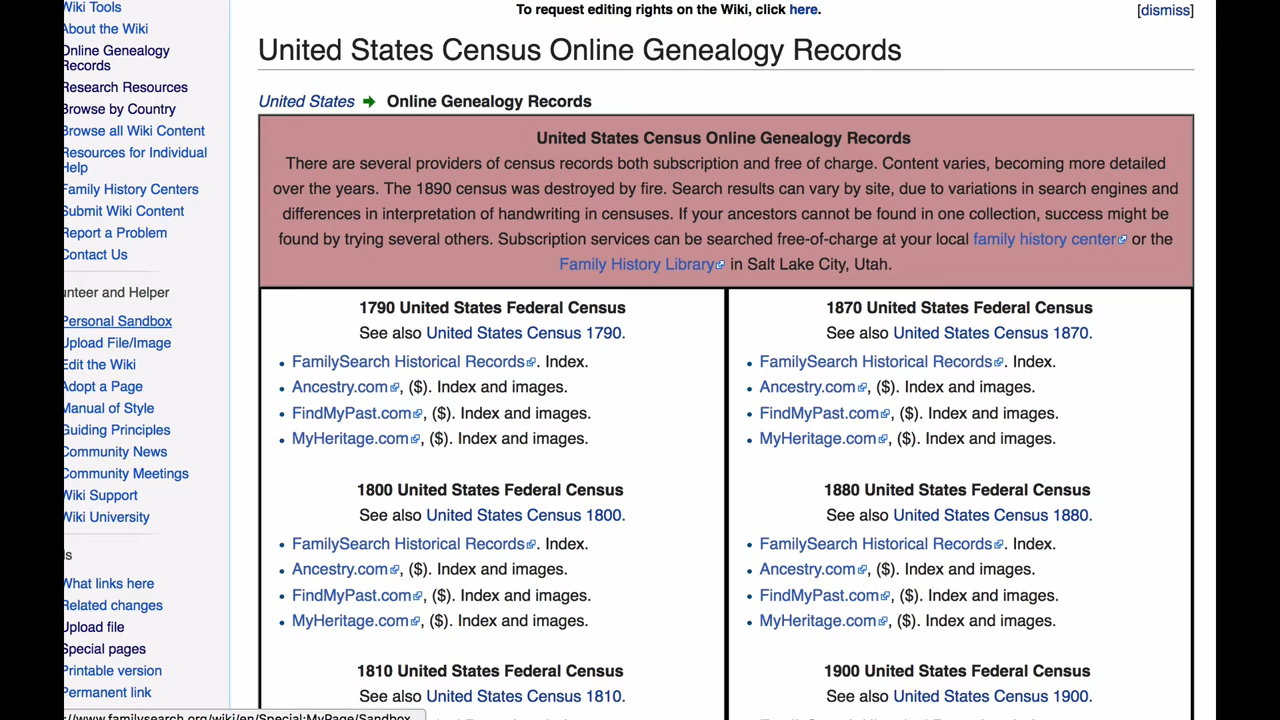 Wiki Tools
About the Wiki
Online Genealogy
Records
Research Resources
Browse by Country
Browse all Wiki Content
Resources for Individual
Help
Family History Centers
Submit Wiki Content
Report a Problem
Contact Us
unteer and Helper
Personal Sandbox
Upload File/Image
Edit the Wiki
Adopt a Page
Manual of Style
Guiding Principles
Community News
Community Meetings
Wiki Support
Wiki University
ls
What links here
Related changes
Upload file
Special pages
Printable version
Permanent link
://www.familysearch.org/wiki/en/Special:MyPage/Sandbox
To request editing rights on the Wiki, click here.
[dismiss]
United States Census Online Genealogy Records
United States Online Genealogy Records
United States Census Online Genealogy Records
There are several providers of census records both subscription and free of charge. Content varies, becoming more detailed
over the years. The 1890 census was destroyed by fire. Search results can vary by site, due to variations in search engines and
differences in interpretation of handwriting in censuses. If your ancestors cannot be found in one collection, success might be
found by trying several others. Subscription services can be searched free-of-charge at your local family history center or the
Family History Library in Salt Lake City, Utah.
1790 United States Federal Census
See also United States Census 1790.
• FamilySearch Historical Records. Index.
• Ancestry.com, ($). Index and images.
• FindMyPast.com, ($). Index and images.
• MyHeritage.com, ($). Index and images.
1800 United States Federal Census
See also United States Census 1800.
• FamilySearch Historical Records. Index.
• Ancestry.com, ($). Index and images.
• FindMyPast.com, ($). Index and images.
• MyHeritage.com, ($). Index and images.
1810 United States Federal Census
See also United States Census 1810.
1870 United States Federal Census
See also United States Census 1870.
• FamilySearch Historical Records. Index.
• Ancestry.com, ($). Index and images.
• FindMyPast.com, ($). Index and images.
• MyHeritage.com, ($). Index and images.
1880 United States Federal Census
See also United States Census 1880.
• FamilySearch Historical Records. Index.
• Ancestry.com, ($). Index and images.
• FindMyPast.com, ($). Index and images.
• MyHeritage.com, ($). Index and images.
1900 United States Federal Census
See also United States Census 1900.